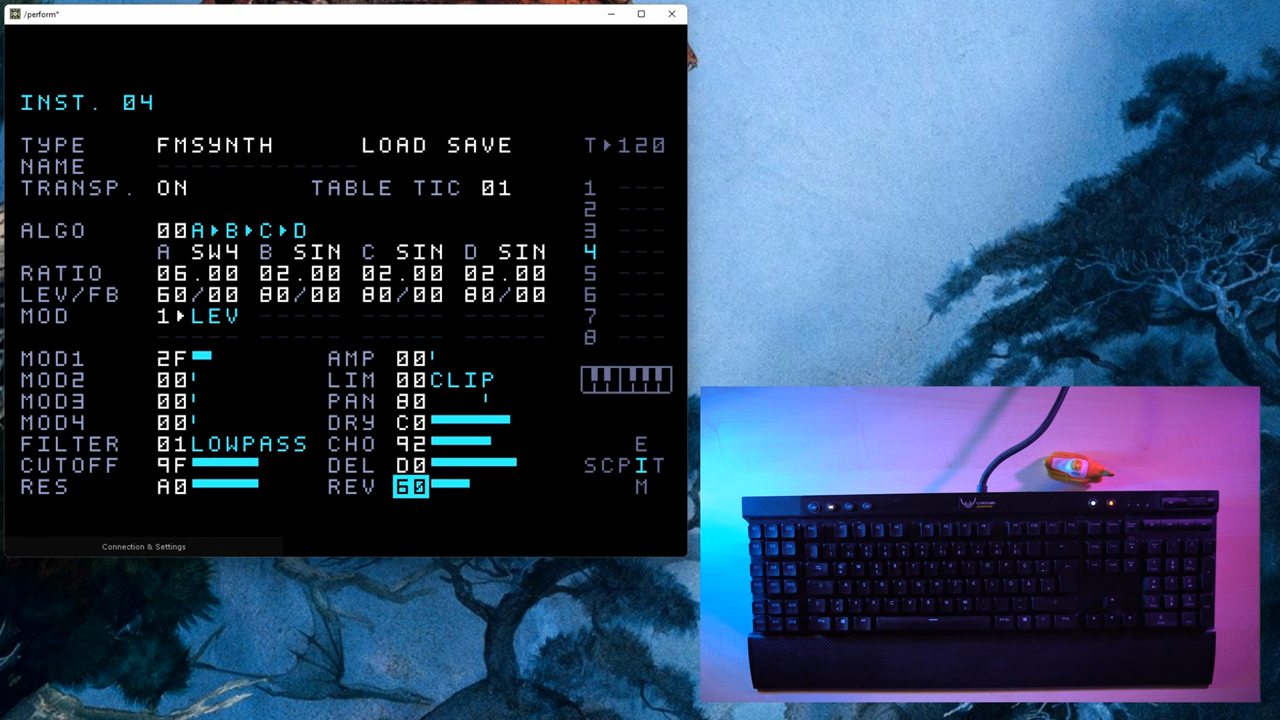 /perform*
INST. 04
TYPE FMSYNTH LOAD SAVE T▸120
NAME
TRANSP. ON TABLE TIC 01
1 ---
2 ---
ALGO 00A▸B▸C▸D 3 ---
A SW4 B SIN C SIN D SIN 4 ---
RATIO 06.00 02.00 02.00 02.00 5 ---
LEV/FB 60/00 80/00 80/00 80/00 6 ---
MOD 1▸LEV ----- ----- ----- 7 ---
8 ---
MOD1 2F AMP 00
MOD2 00 LIM 00CLIP
MOD3 00 PAN 80
MOD4 00 DRY C0
FILTER 01LOWPASS CHO 92 E
CUTOFF 9F DEL D0 SCPIT
RES A0 REV 60 M
Connection & Settings